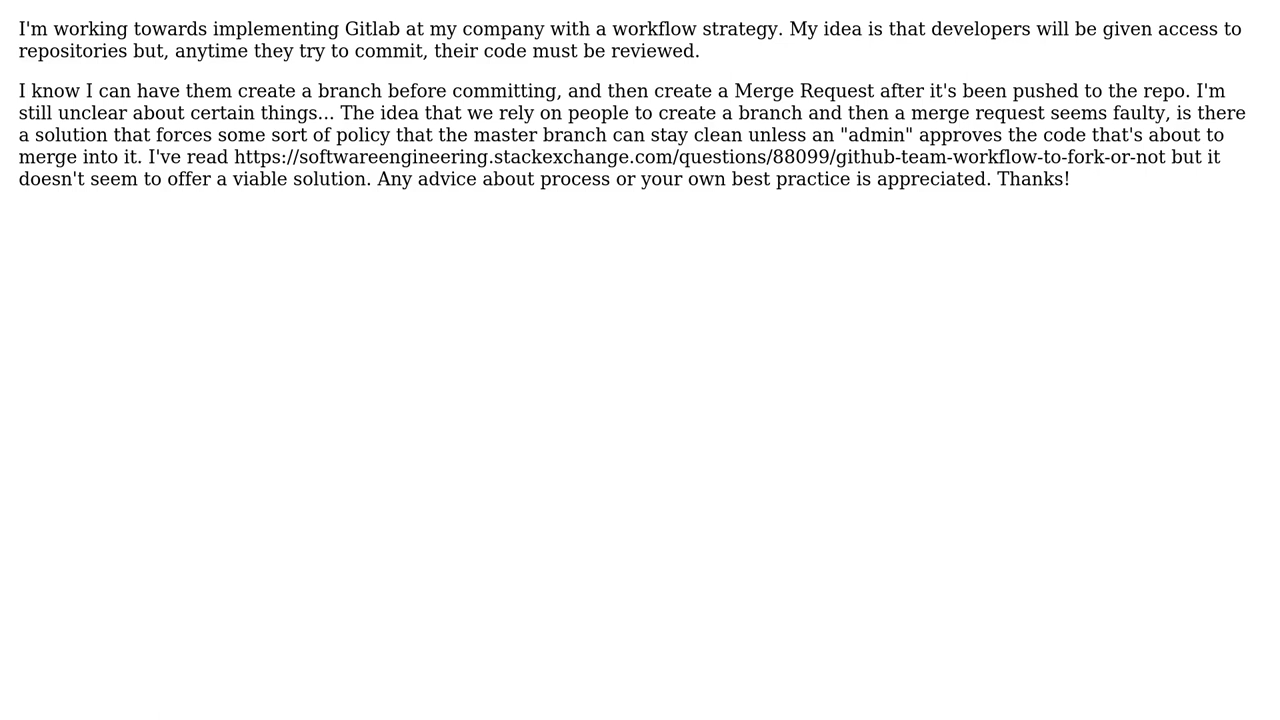 I'm working towards implementing Gitlab at my company with a workflow strategy. My idea is that developers will be given access to
repositories but, anytime they try to commit, their code must be reviewed.
I know I can have them create a branch before committing, and then create a Merge Request after it's been pushed to the repo. I'm
still unclear about certain things... The idea that we rely on people to create a branch and then a merge request seems faulty, is there
a solution that forces some sort of policy that the master branch can stay clean unless an "admin" approves the code that's about to
merge into it. I've read https://softwareengineering.stackexchange.com/questions/88099/github-team-workflow-to-fork-or-not but it
doesn't seem to offer a viable solution. Any advice about process or your own best practice is appreciated. Thanks!